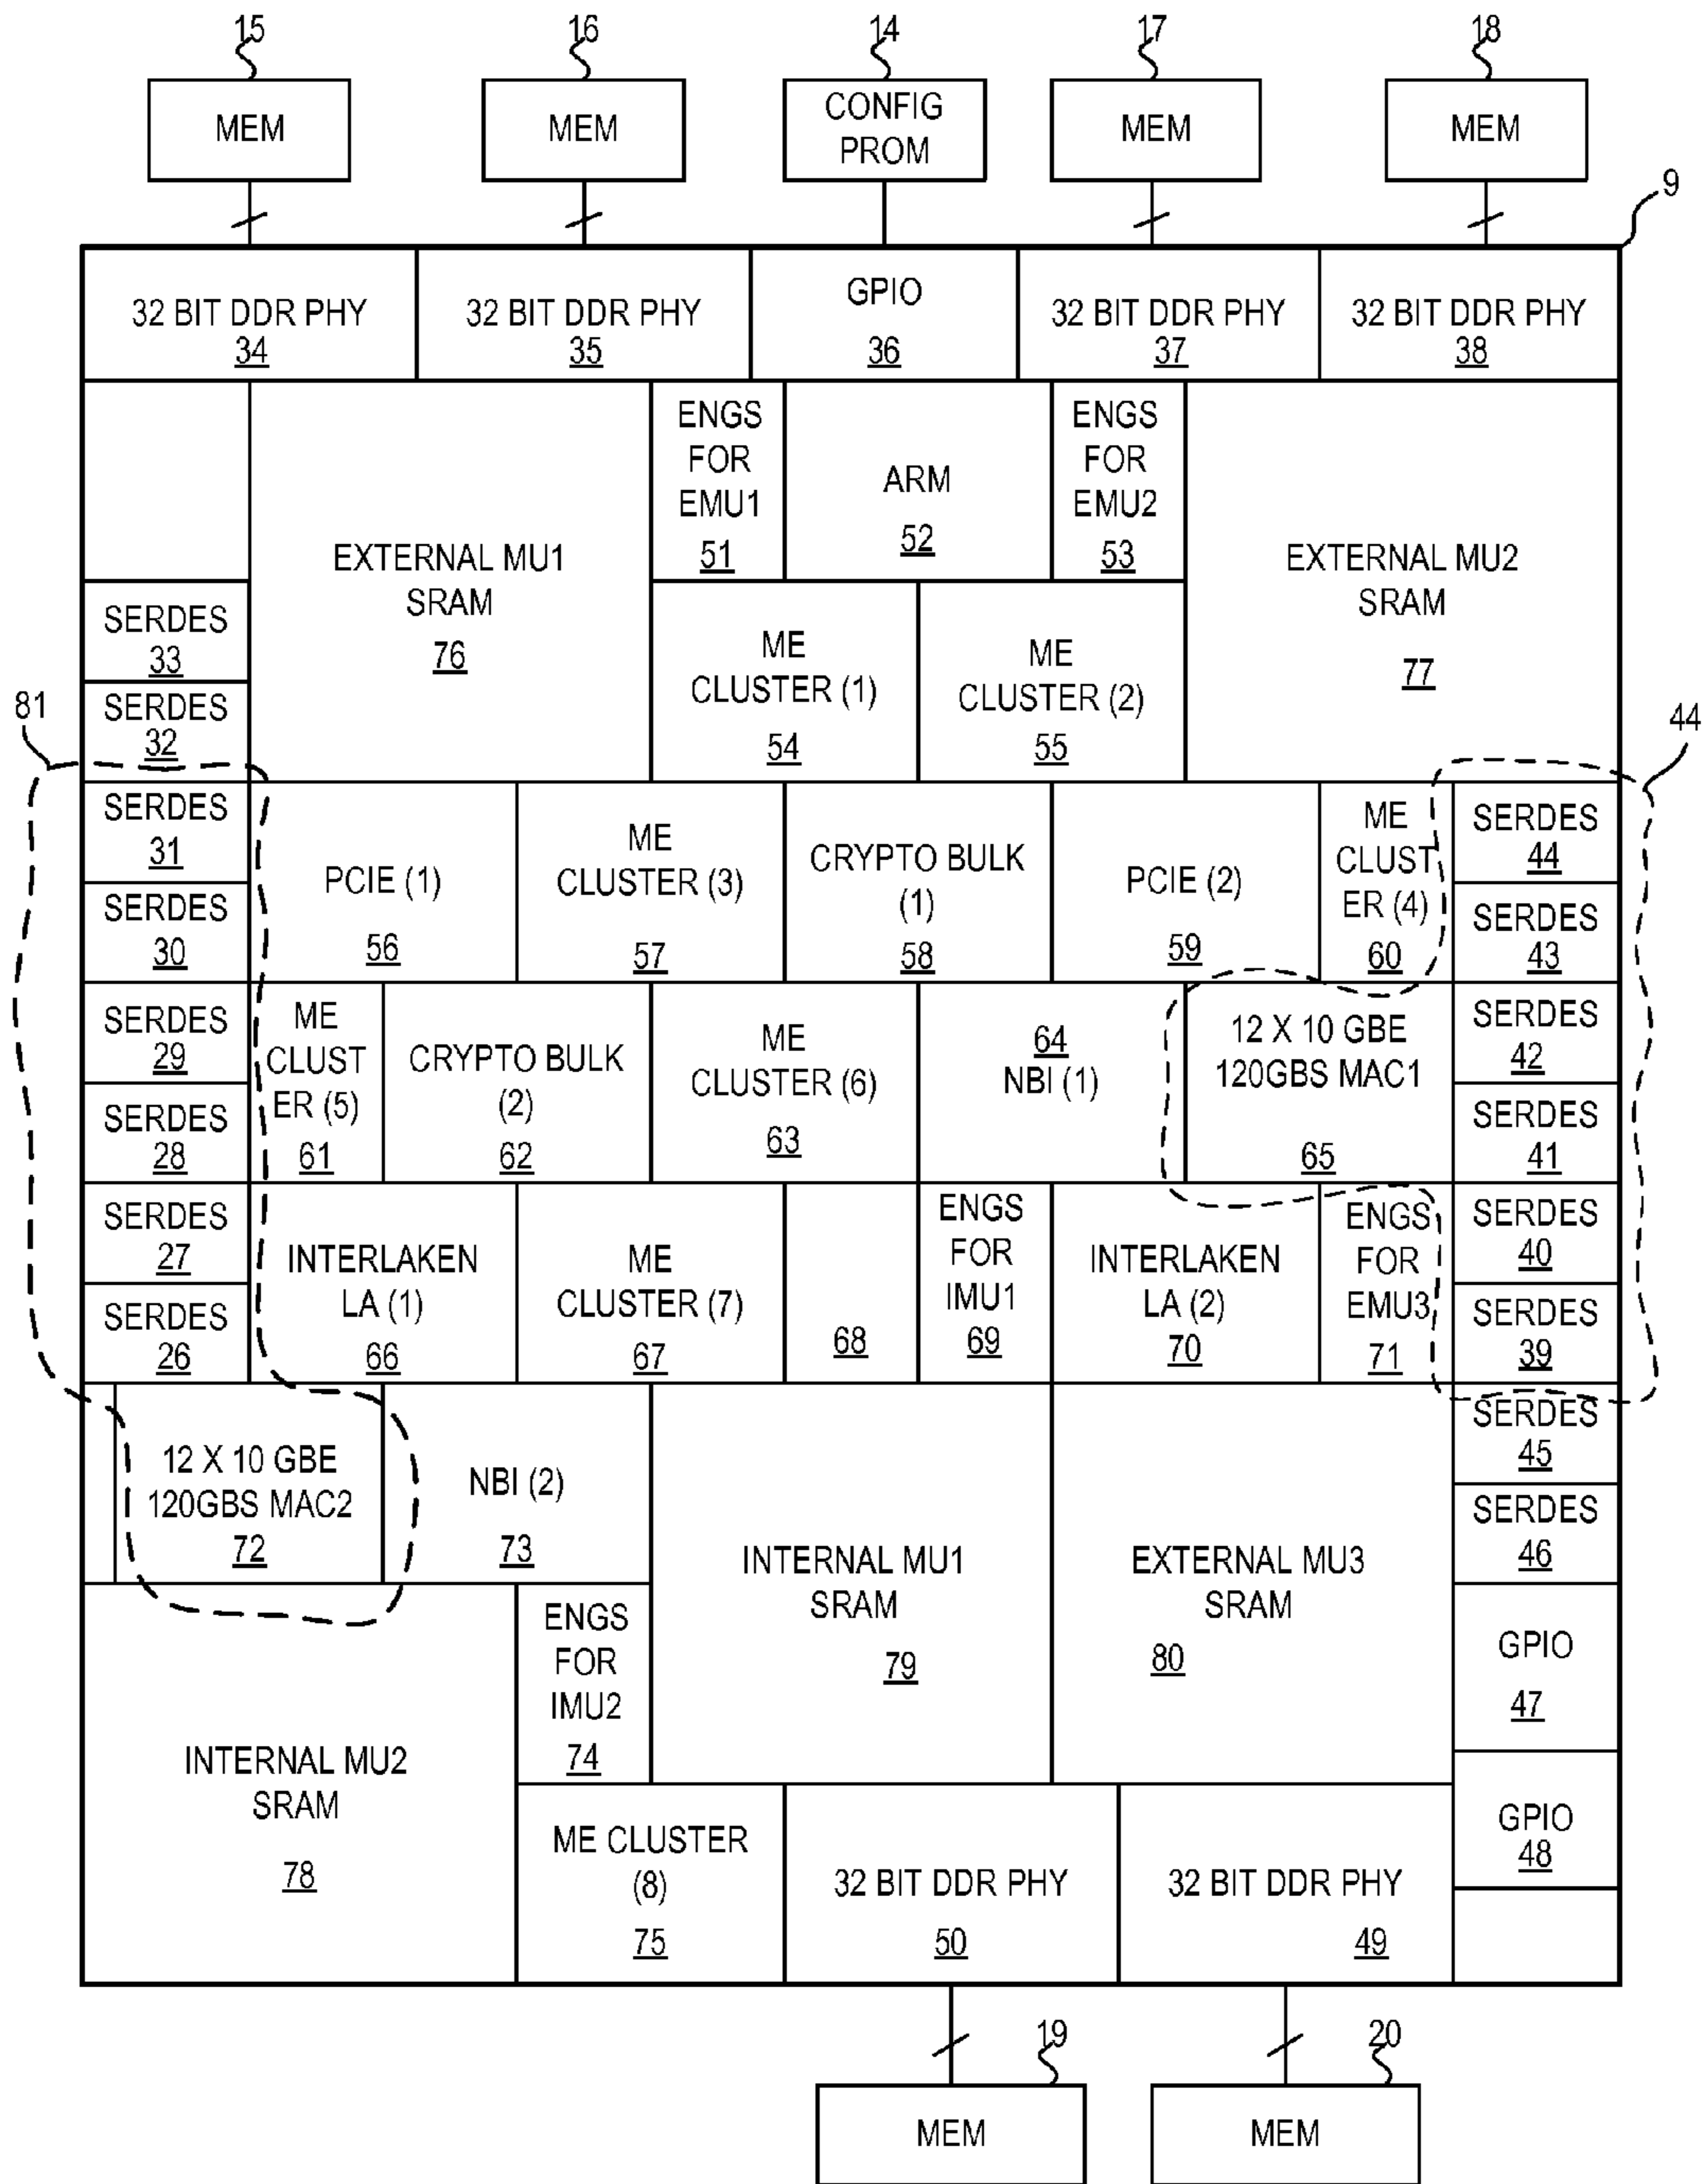 15
16
14
17
18
MEM
MEM
CONFIG
PROM
MEM
MEM
9
32 BIT DDR PHY
34
32 BIT DDR PHY
35
GPIO
36
32 BIT DDR PHY
37
32 BIT DDR PHY
38
EXTERNAL MU1
SRAM
76
ENGS
FOR
EMU1
51
ARM
52
ENGS
FOR
EMU2
53
EXTERNAL MU2
SRAM
77
SERDES
33
SERDES
32
ME
CLUSTER (1)
54
ME
CLUSTER (2)
55
81
44
SERDES
31
SERDES
30
PCIE (1)
56
ME
CLUSTER (3)
57
CRYPTO BULK
(1)
58
PCIE (2)
59
ME
CLUST
ER (4)
60
SERDES
44
SERDES
43
SERDES
29
SERDES
28
ME
CLUST
ER (5)
61
CRYPTO BULK
(2)
62
ME
CLUSTER (6)
63
64
NBI (1)
12 X 10 GBE
120GBS MAC1
65
SERDES
42
SERDES
41
SERDES
27
SERDES
26
INTERLAKEN
LA (1)
66
ME
CLUSTER (7)
67
68
ENGS
FOR
IMU1
69
INTERLAKEN
LA (2)
70
ENGS
FOR
EMU3
71
SERDES
40
SERDES
39
12 X 10 GBE
120GBS MAC2
72
NBI (2)
73
INTERNAL MU1
SRAM
79
EXTERNAL MU3
SRAM
80
SERDES
45
SERDES
46
INTERNAL MU2
SRAM
78
ENGS
FOR
IMU2
74
GPIO
47
GPIO
48
ME CLUSTER
(8)
75
32 BIT DDR PHY
50
32 BIT DDR PHY
49
19
20
MEM
MEM